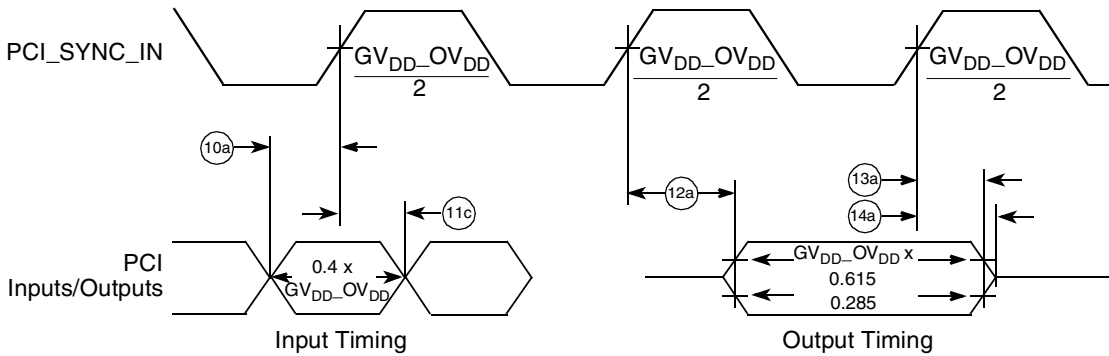 PCI_SYNC_IN
GVDD_OVDD
2
GVDD_OVDD
2
GVDD_OVDD
2
10a
12a
13a
11c
14a
PCI
Inputs/Outputs
0.4 x
GVDD_OVDD
GVDD_OVDD x
0.615
0.285
Input Timing
Output Timing